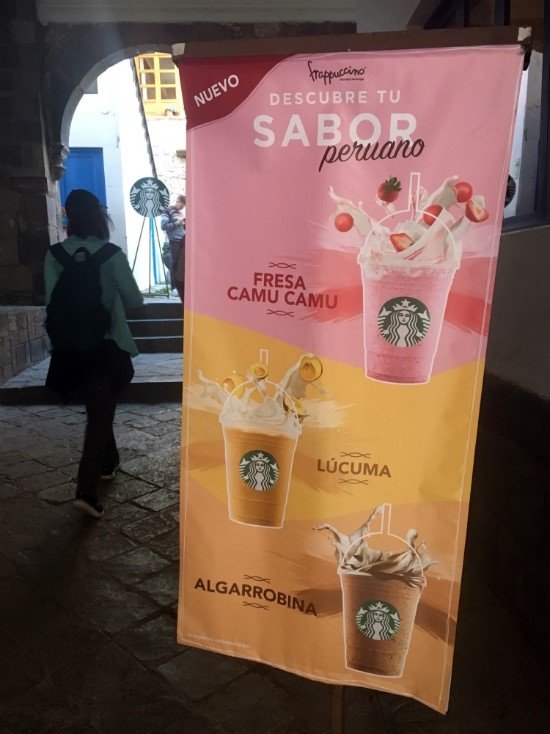 NUEVO
frappuccino
DESCUBRE TU
SABOR
peruano
FRESA
CAMU CAMU
LÚCUMA
ALGARROBINA